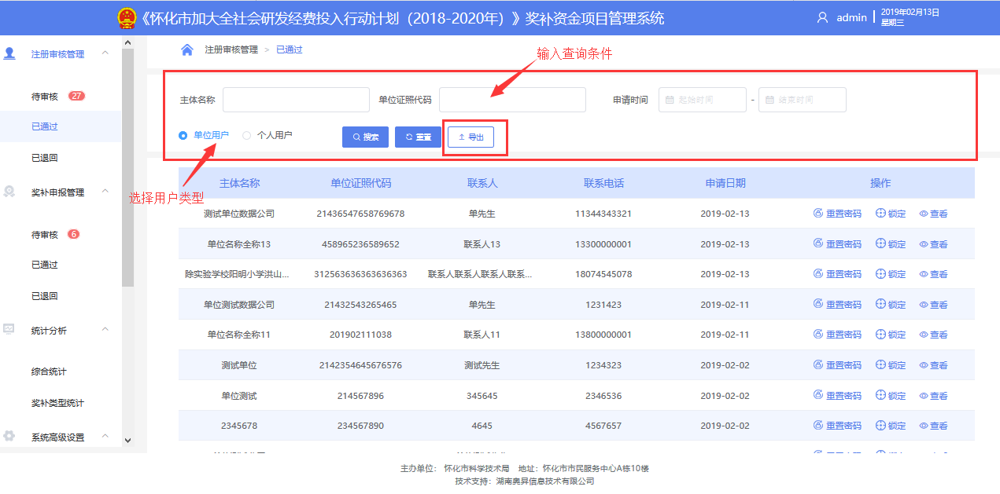 《怀化市加大全社会研发经费投入行动计划（2018-2020年）》奖补资金项目管理系统
admin
2019年02月13日
星期三
注册审核管理
待审核 27
已通过
已退回
奖补申报管理
待审核 6
已通过
已退回
统计分析
综合统计
奖补类型统计
系统高级设置
注册审核管理 > 已通过
输入查询条件
主体名称 单位证照代码 申请时间 起始时间 - 结束时间
单位用户 个人用户 搜索 重置 导出
选择用户类型
主体名称 单位证照代码 联系人 联系电话 申请日期 操作
测试单位数据公司 21436547658769678 单先生 11344343321 2019-02-13 重置密码 锁定 查看
单位名称全称13 458965236589652 联系人13 13300000001 2019-02-13 重置密码 锁定 查看
除实验学校阳明小学洪山... 312563636363636363 联系人联系人联系人联系... 18074545078 2019-02-13 重置密码 锁定 查看
单位测试数据公司 21432543265465 单先生 1231423 2019-02-11 重置密码 锁定 查看
单位名称全称11 201902111038 联系人11 13800000001 2019-02-11 重置密码 锁定 查看
测试单位 2142354645676576 测试先生 1234323 2019-02-02 重置密码 锁定 查看
单位测试 214567896 345645 2346536 2019-02-02 重置密码 锁定 查看
2345678 234567890 4645 4567657 2019-02-02 重置密码 锁定 查看
主办单位： 怀化市科学技术局 地址：怀化市市民服务中心A栋10楼
技术支持：湖南奥昇信息技术有限公司